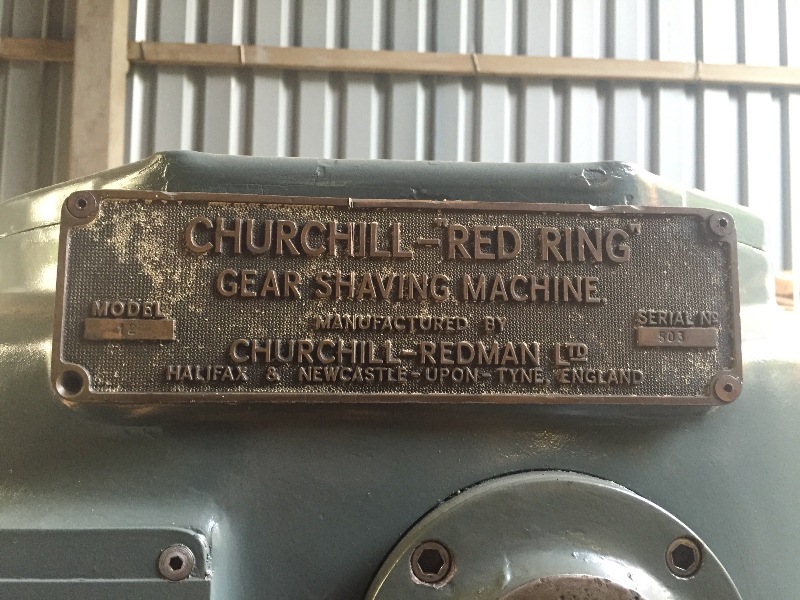 CHURCHILL-"RED RING"
GEAR SHAVING MACHINE.
MODEL
MANUFACTURED BY
SERIAL No
503
CHURCHILL-REDMAN LTD
HALIFAX & NEWCASTLE-UPON-TYNE, ENGLAND